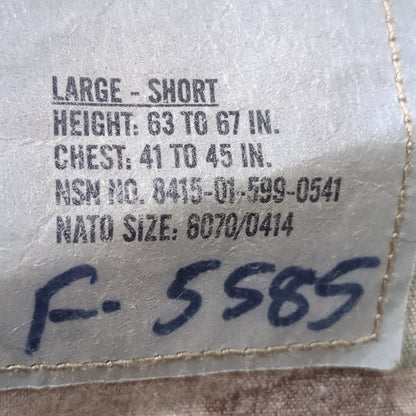 LARGE - SHORT
HEIGHT: 63 TO 67 IN.
CHEST: 41 TO 45 IN.
NSN NO. 8415-01-599-0541
NATO SIZE: 6070/0414
F- 5585